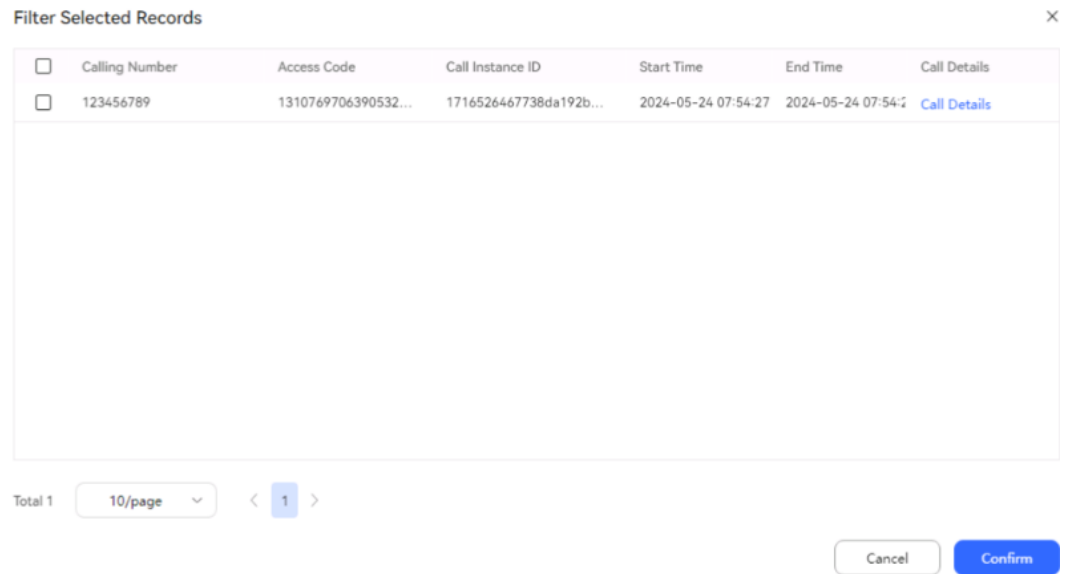 Filter Selected Records
Calling Number Access Code Call Instance ID Start Time End Time Call Details
123456789 1310769706390532... 1716526467738da192b... 2024-05-24 07:54:27 2024-05-24 07:54:2 Call Details
Total 1 10/page 1
Cancel Confirm